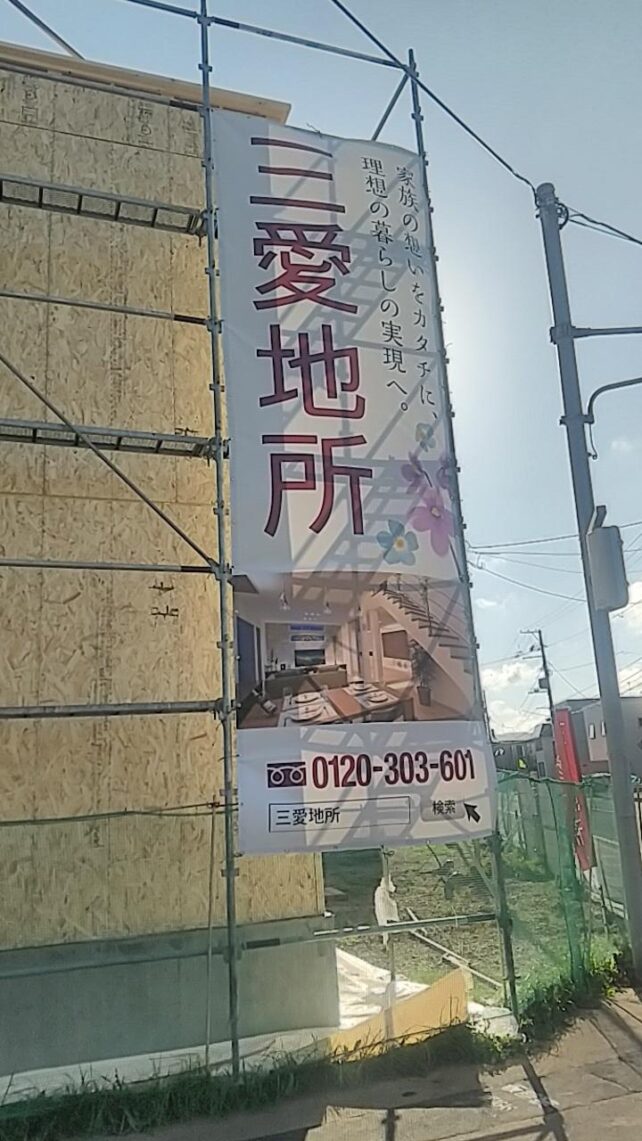 家族の想いをカタチに、
理想の暮らしの実現へ。
三愛地所
0120-303-601
三愛地所
検索